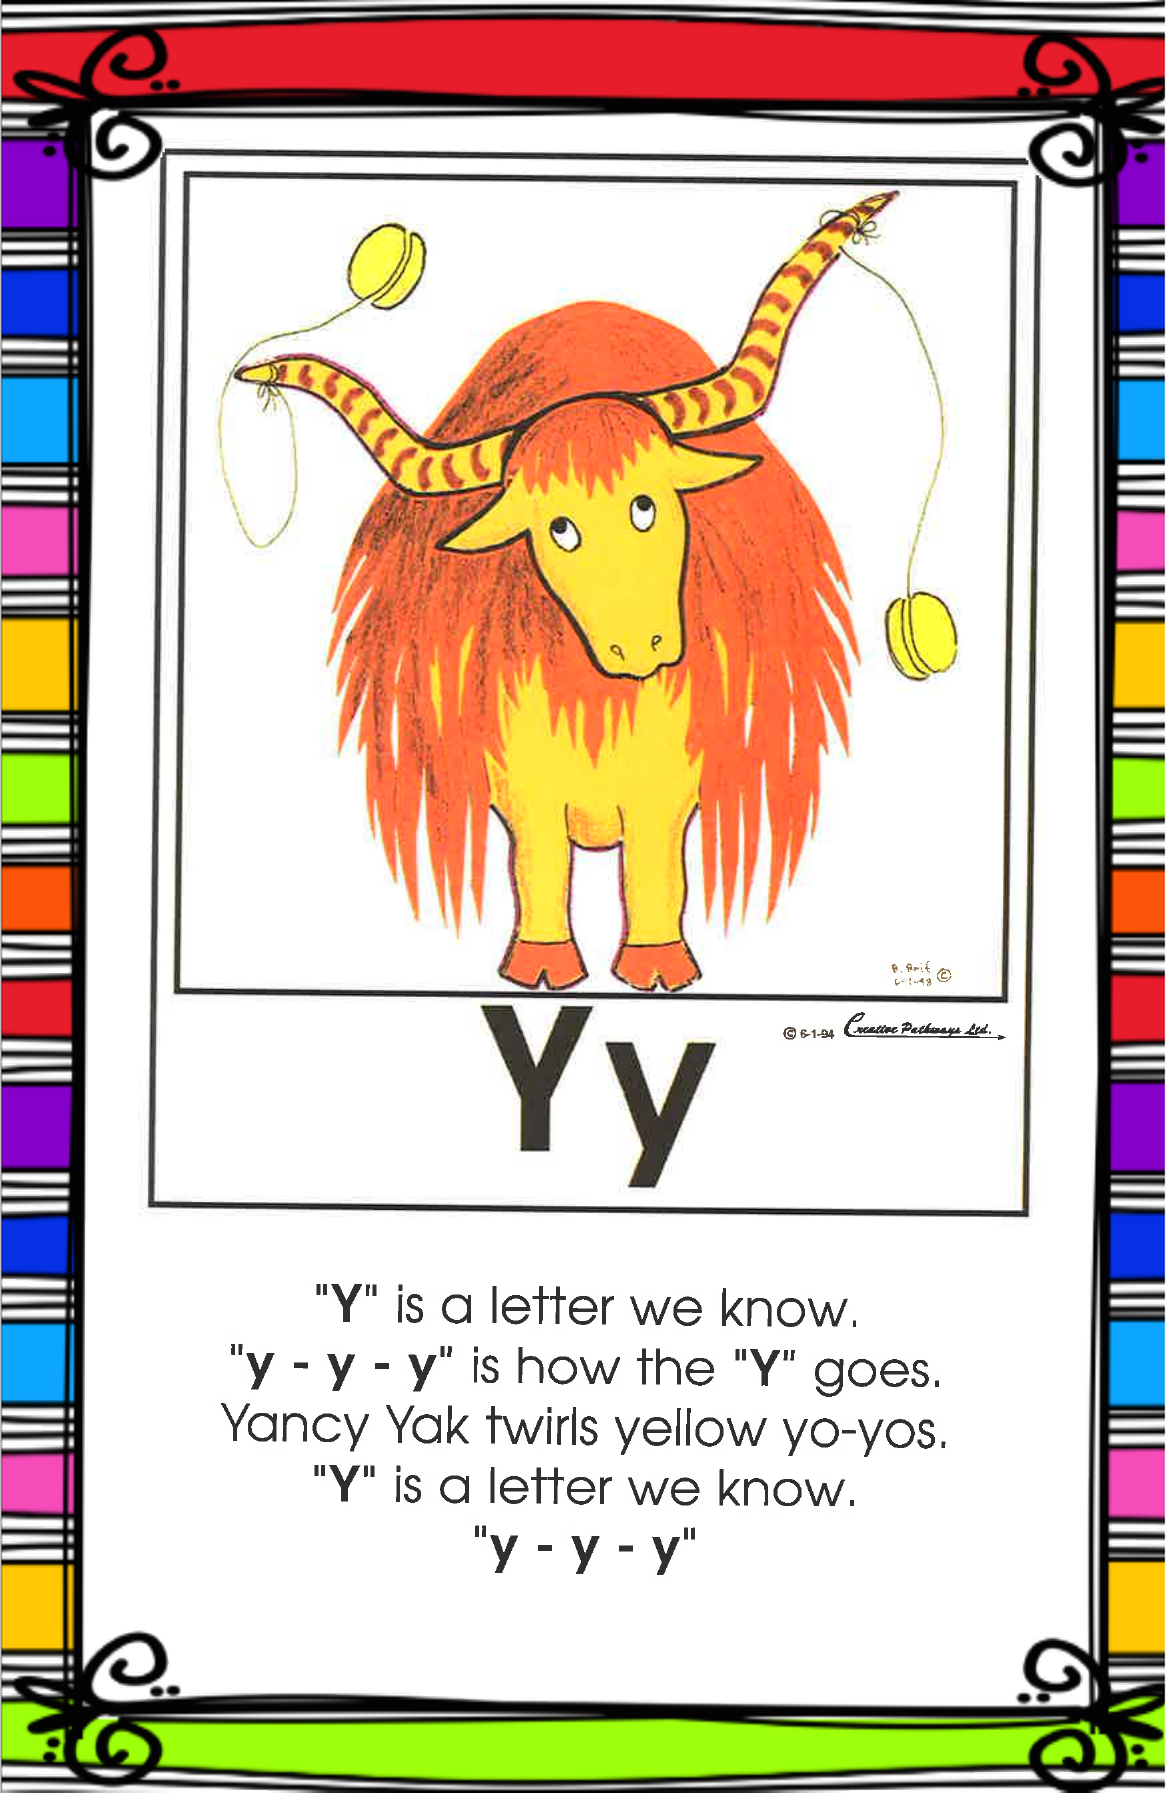 Yy
© 6-1-94 Creative Pathways Ltd.
"Y" is a letter we know.
"y - y - y" is how the "Y" goes.
Yancy Yak twirls yellow yo-yos.
"Y" is a letter we know.
"y - y - y"